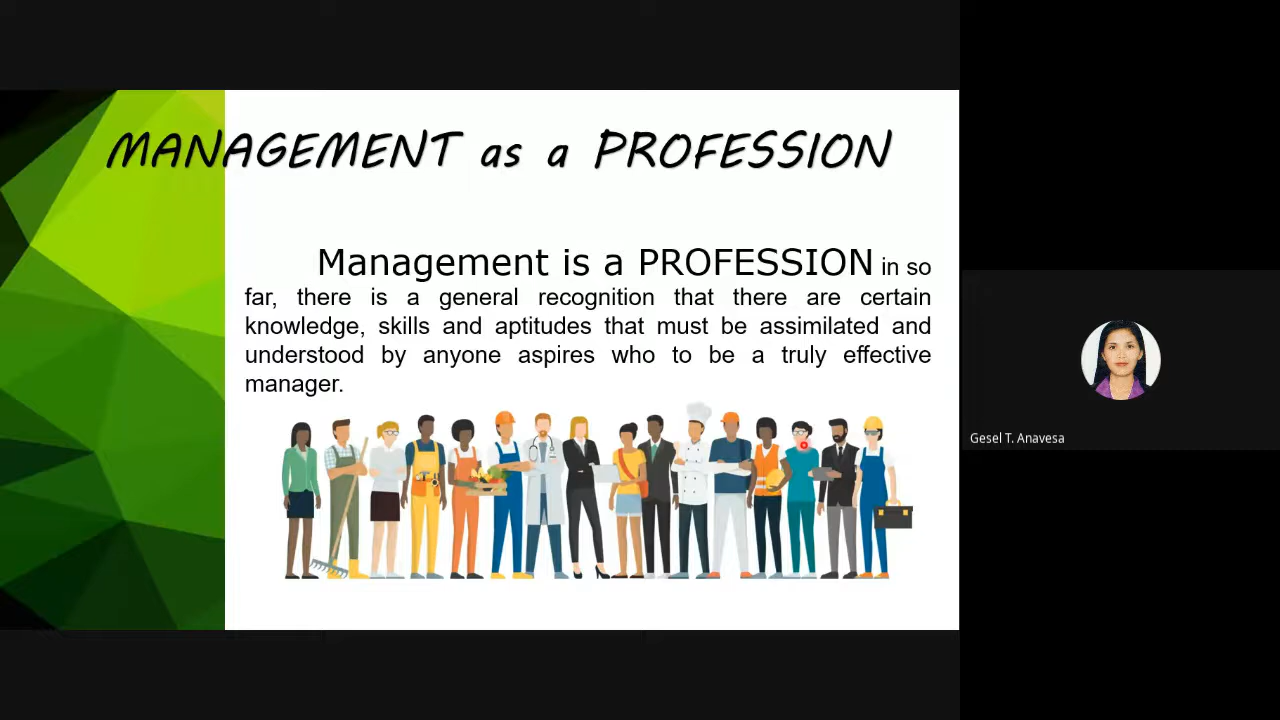 MANAGEMENT as a PROFESSION
Management is a PROFESSION in so
far, there is a general recognition that there are certain
knowledge, skills and aptitudes that must be assimilated and
understood by anyone aspires who to be a truly effective
manager.
Gesel T. Anavesa